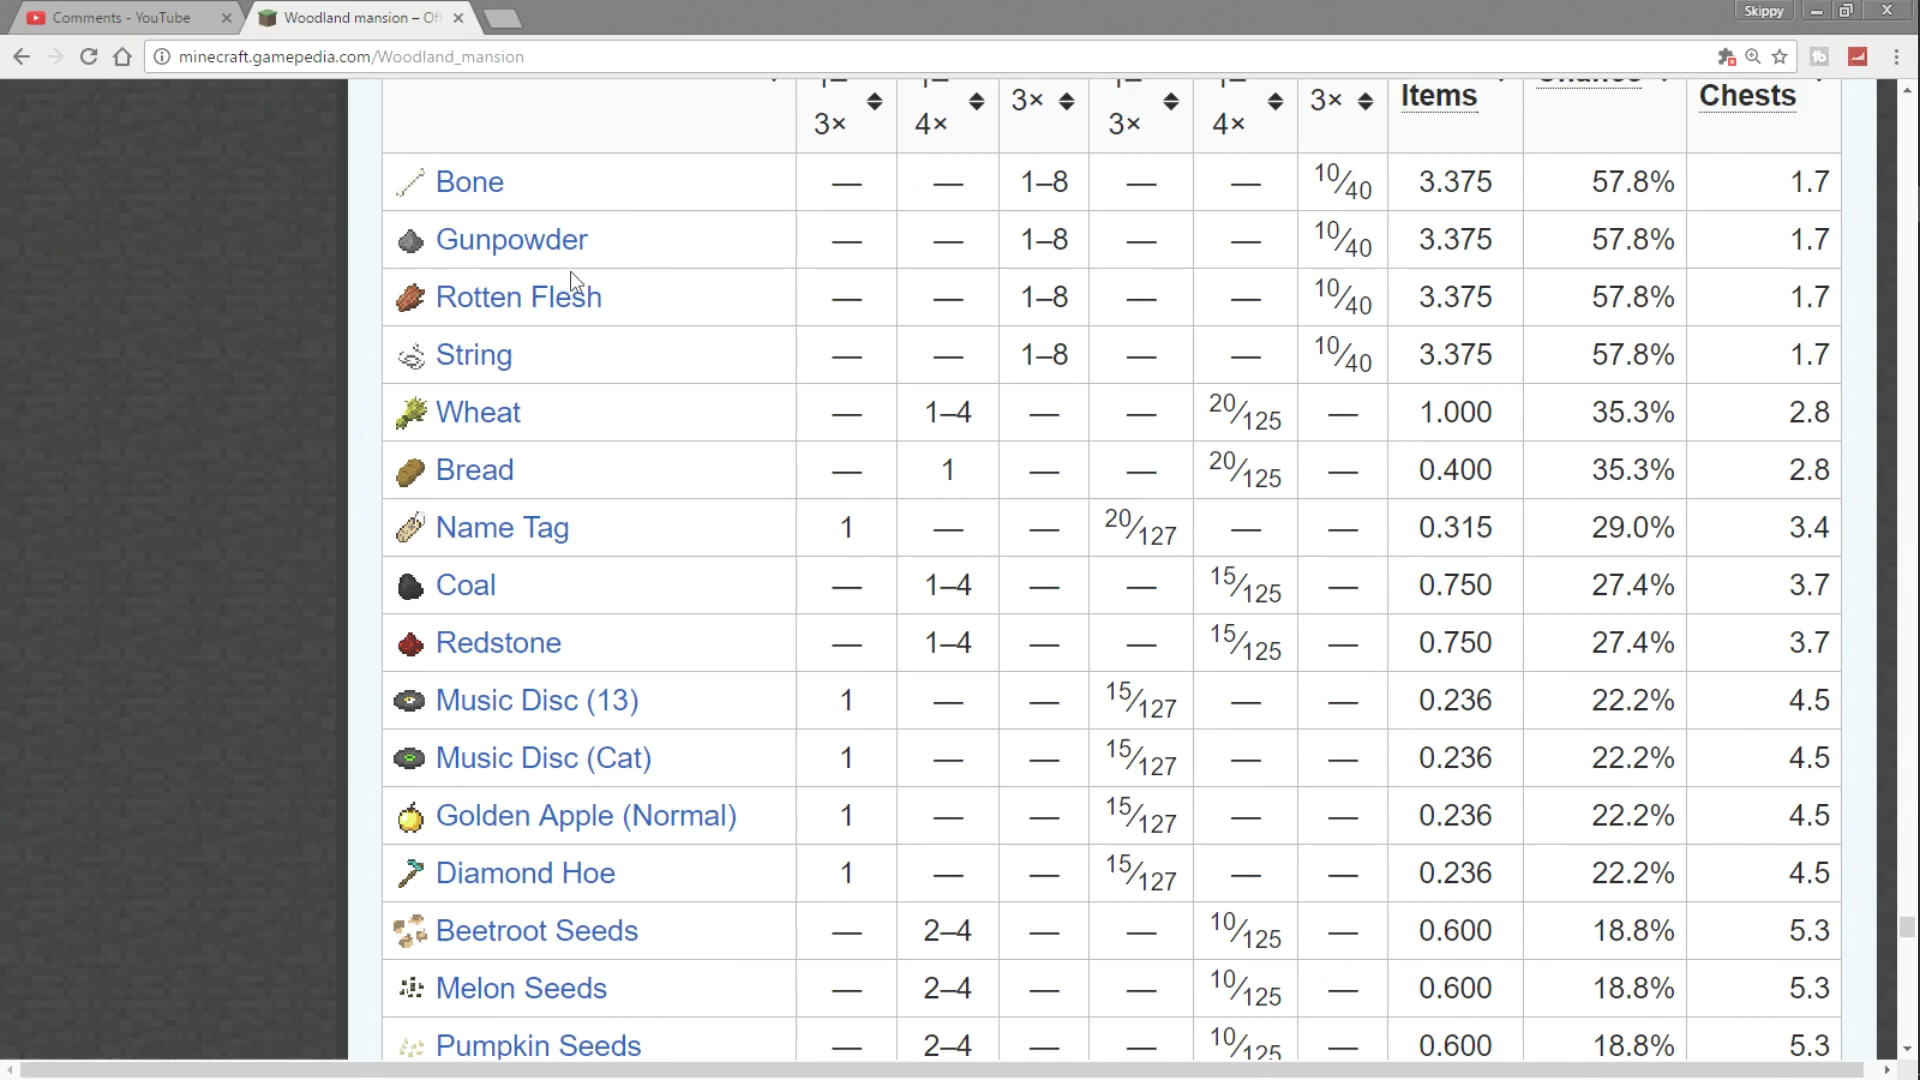 Comments - YouTube
Woodland mansion – Off
Skippy
minecraft.gamepedia.com/Woodland_mansion
3× 4× 3× 3× 4× 3× Items Chance Chests
Bone — — 1–8 — — 10⁄40 3.375 57.8% 1.7
Gunpowder — — 1–8 — — 10⁄40 3.375 57.8% 1.7
Rotten Flesh — — 1–8 — — 10⁄40 3.375 57.8% 1.7
String — — 1–8 — — 10⁄40 3.375 57.8% 1.7
Wheat — 1–4 — — 20⁄125 — 1.000 35.3% 2.8
Bread — 1 — — 20⁄125 — 0.400 35.3% 2.8
Name Tag 1 — — 20⁄127 — — 0.315 29.0% 3.4
Coal — 1–4 — — 15⁄125 — 0.750 27.4% 3.7
Redstone — 1–4 — — 15⁄125 — 0.750 27.4% 3.7
Music Disc (13) 1 — — 15⁄127 — — 0.236 22.2% 4.5
Music Disc (Cat) 1 — — 15⁄127 — — 0.236 22.2% 4.5
Golden Apple (Normal) 1 — — 15⁄127 — — 0.236 22.2% 4.5
Diamond Hoe 1 — — 15⁄127 — — 0.236 22.2% 4.5
Beetroot Seeds — 2–4 — — 10⁄125 — 0.600 18.8% 5.3
Melon Seeds — 2–4 — — 10⁄125 — 0.600 18.8% 5.3
Pumpkin Seeds — 2–4 — — 10⁄125 — 0.600 18.8% 5.3